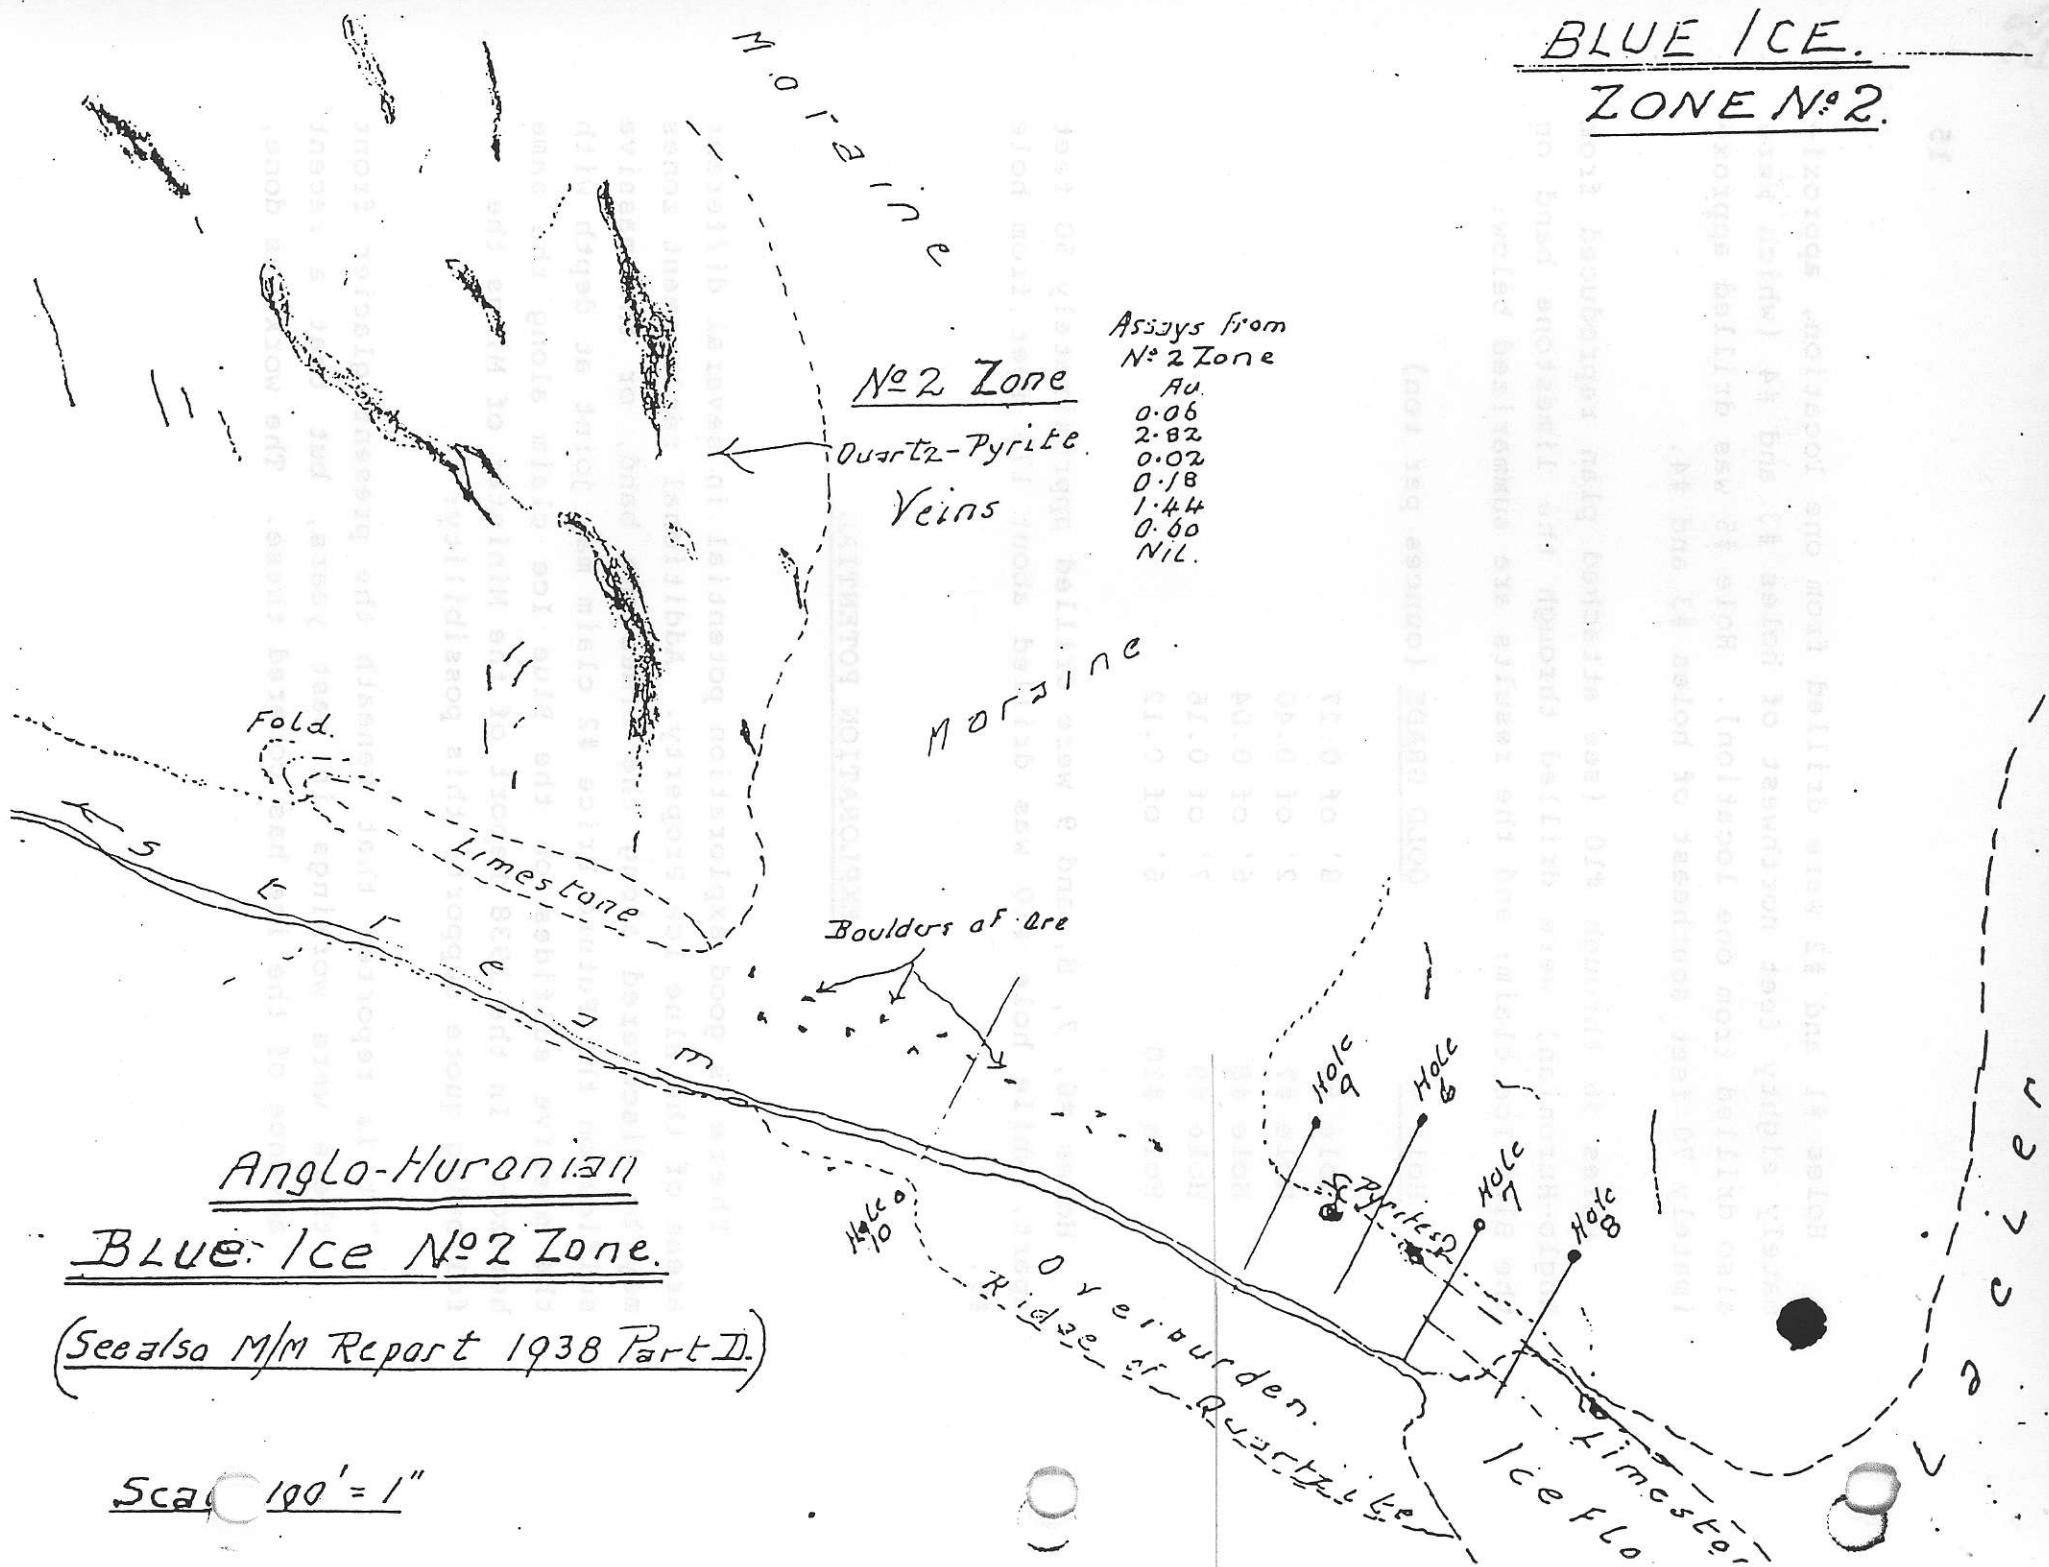 BLUE ICE.
ZONE Nº 2.
Moraine
Assays From
Nº 2 Zone
Au.
0.06
2.82
0.02
0.18
1.44
0.60
NIL.
Nº 2 Zone
Quartz-Pyrite
Veins
Moraine
Fold.
Limestone
Stream
Boulders of Ore
Hole 9
Hole 6
Hole 7
Hole 8
Hole 10
Pyrites
Overburden.
Ridge of Quartzite
Glacier
Limeston
Ice Flo
Anglo-Huronian
BLUE ICE Nº 2 Zone.
(See also M/M Report 1938 Part D.)
100' = 1"